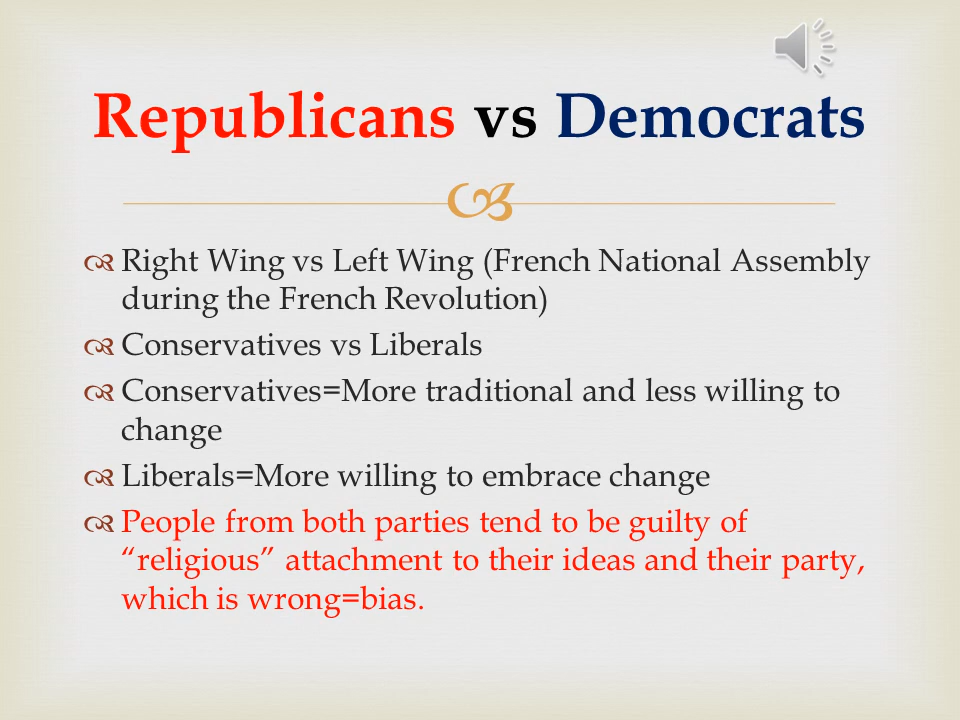 Republicans vs Democrats
Right Wing vs Left Wing (French National Assembly
during the French Revolution)
Conservatives vs Liberals
Conservatives=More traditional and less willing to
change
Liberals=More willing to embrace change
People from both parties tend to be guilty of
“religious” attachment to their ideas and their party,
which is wrong=bias.